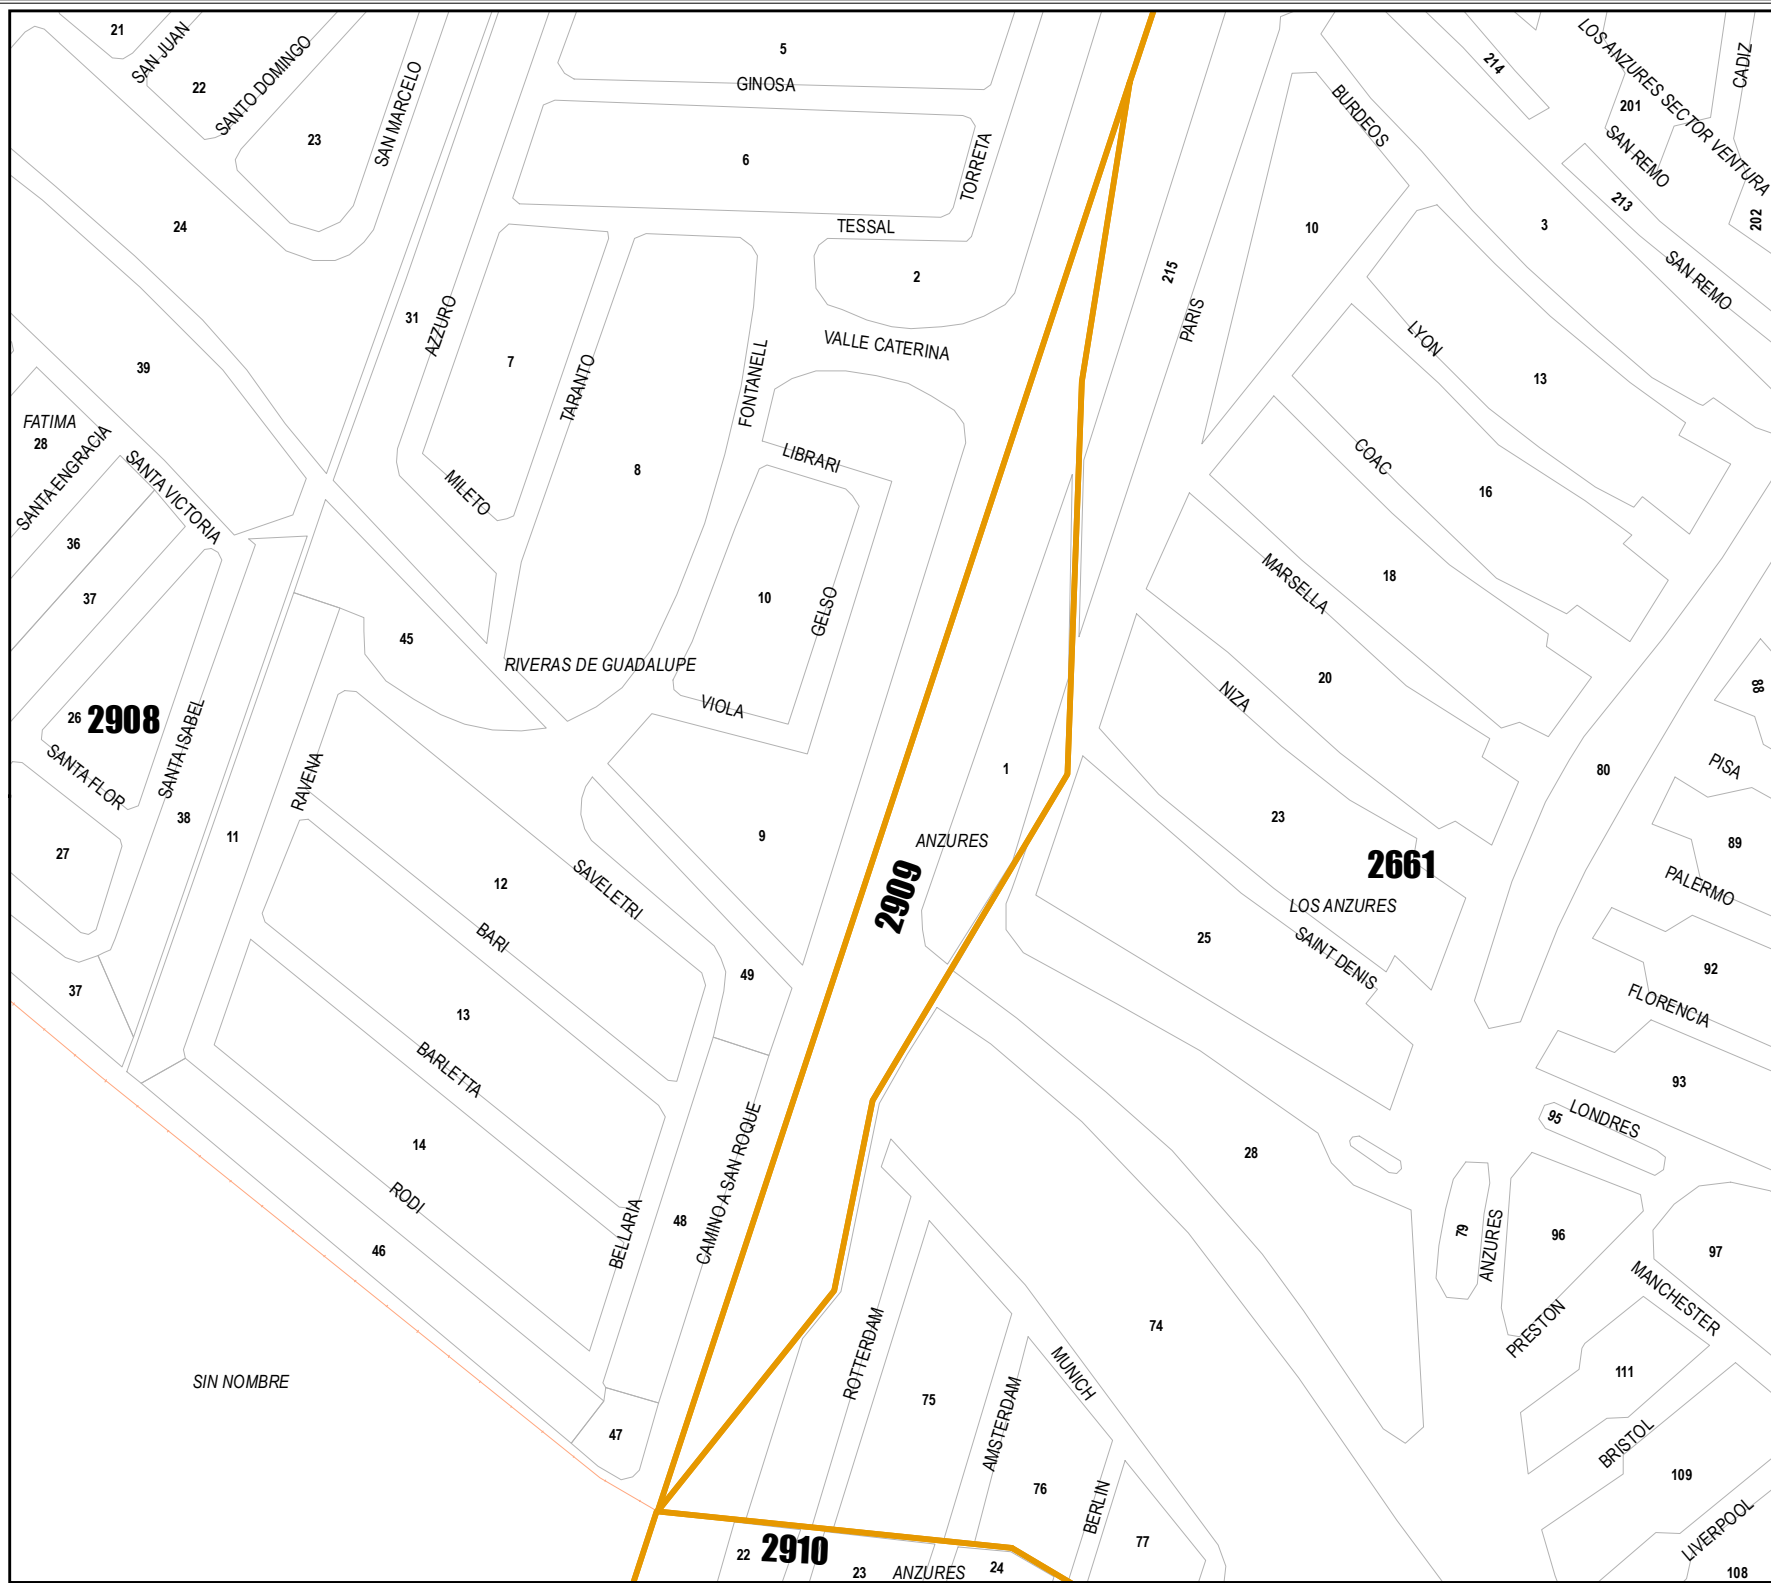 21
SAN JUAN
22
SANTO DOMINGO
23
SAN MARCELO
5
GINOSA
6
TORRETA
TESSAL
2
VALLE CATERINA
LOS ANZURES SECTOR VENTURA
CADIZ
214
201
SAN REMO
BURDEOS
213
202
SAN REMO
3
10
215
PARIS
24
31
AZZURO
7
TARANTO
FONTANELL
8
LIBRARI
MILETO
39
FATIMA
28
SANTA ENGRACIA
SANTA VICTORIA
36
37
LYON
13
COAC
16
18
MARSELLA
20
NIZA
10
GELSO
VIOLA
45
RIVERAS DE GUADALUPE
26
2908
SANTA FLOR
SANTA ISABEL
38
27
37
11
RAVENA
9
1
ANZURES
2909
23
2661
LOS ANZURES
SAINT DENIS
25
80
88
PISA
89
PALERMO
92
FLORENCIA
93
95
LONDRES
12
SAVELETRI
BARI
49
13
BARLETTA
14
RODI
BELLARIA
48
CAMINO A SAN ROQUE
46
28
79
ANZURES
96
97
MANCHESTER
PRESTON
74
ROTTERDAM
75
AMSTERDAM
MUNICH
111
BRISTOL
109
LIVERPOOL
108
SIN NOMBRE
47
76
BERLIN
77
22
2910
23
ANZURES
24